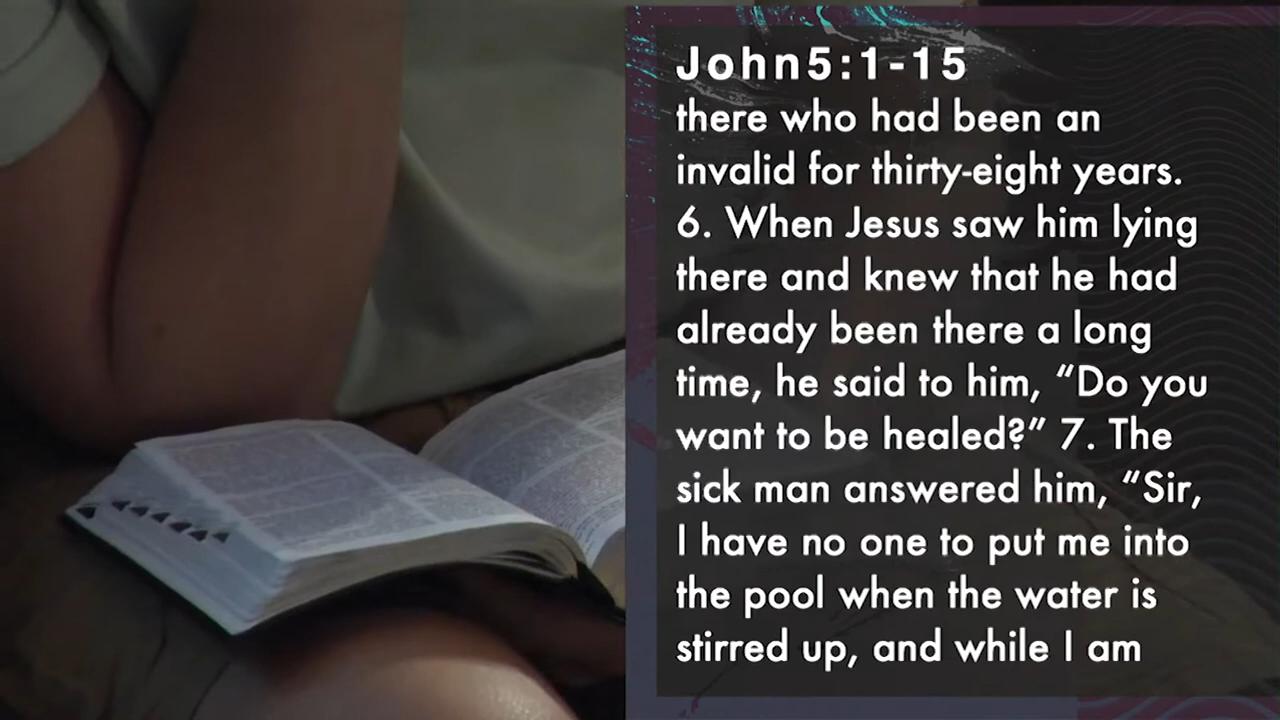 John5:1-15
there who had been an
invalid for thirty-eight years.
6. When Jesus saw him lying
there and knew that he had
already been there a long
time, he said to him, “Do you
want to be healed?” 7. The
sick man answered him, “Sir,
I have no one to put me into
the pool when the water is
stirred up, and while I am